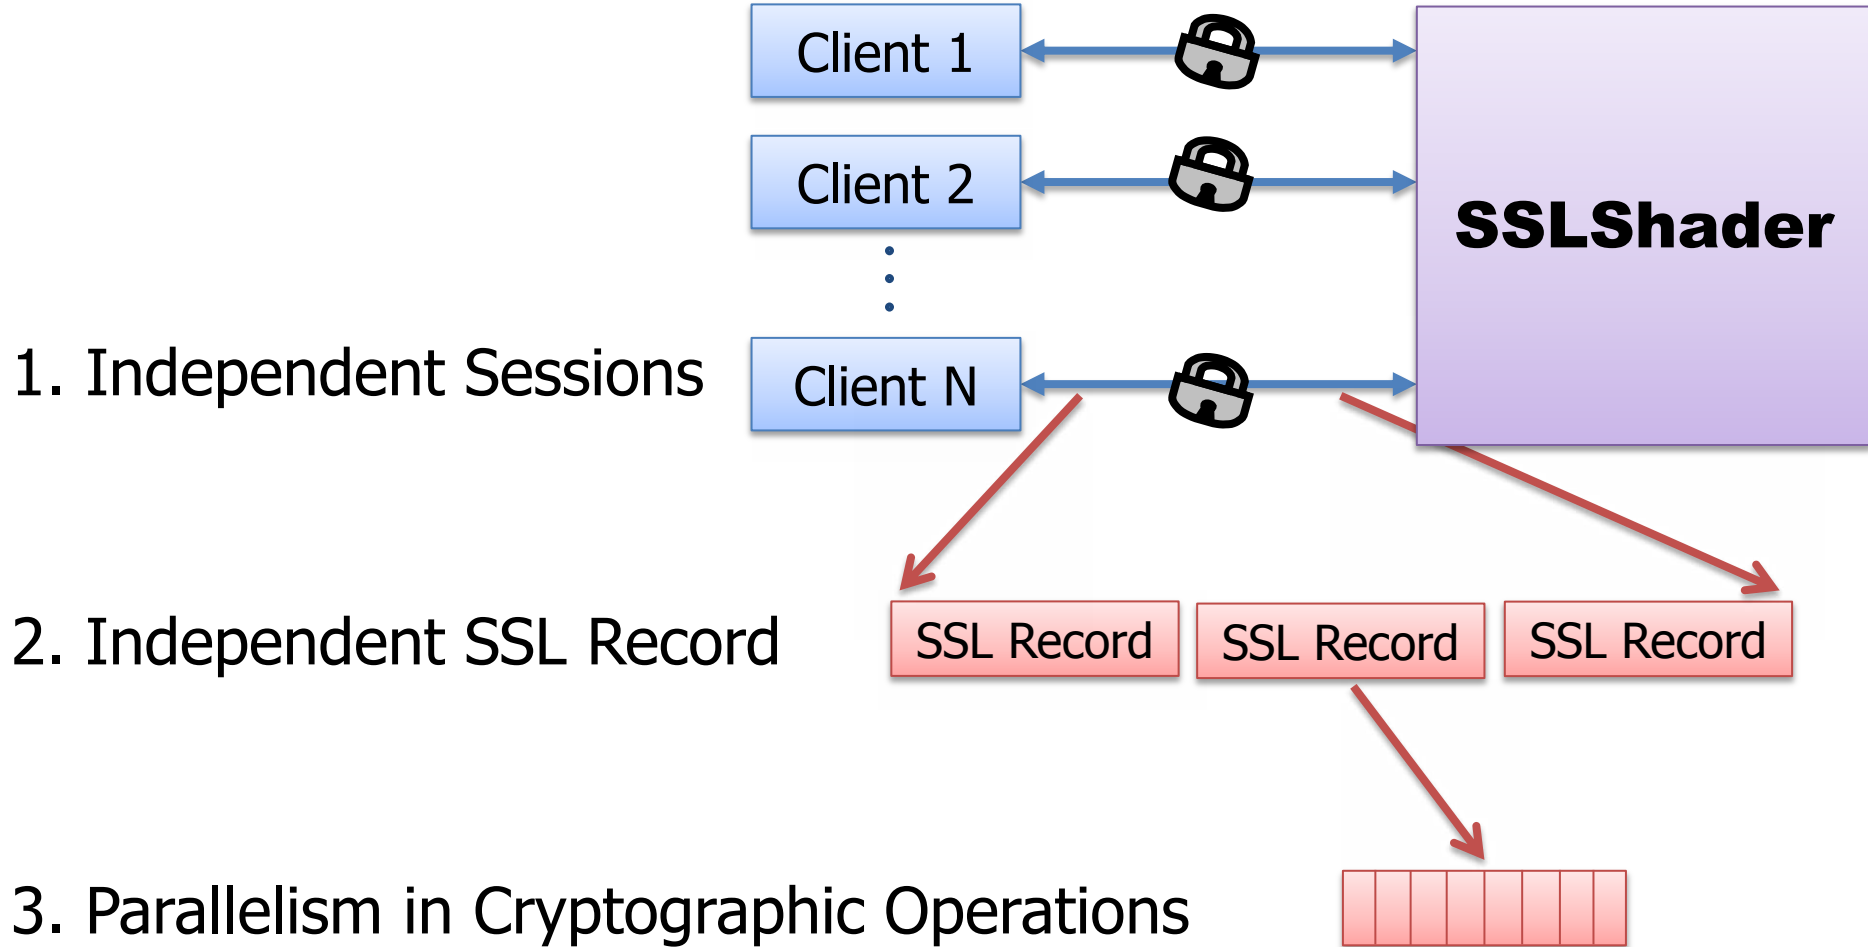 Client 1
Client 2
SSLShader
1. Independent Sessions
Client N
2. Independent SSL Record
SSL Record
SSL Record
SSL Record
3. Parallelism in Cryptographic Operations